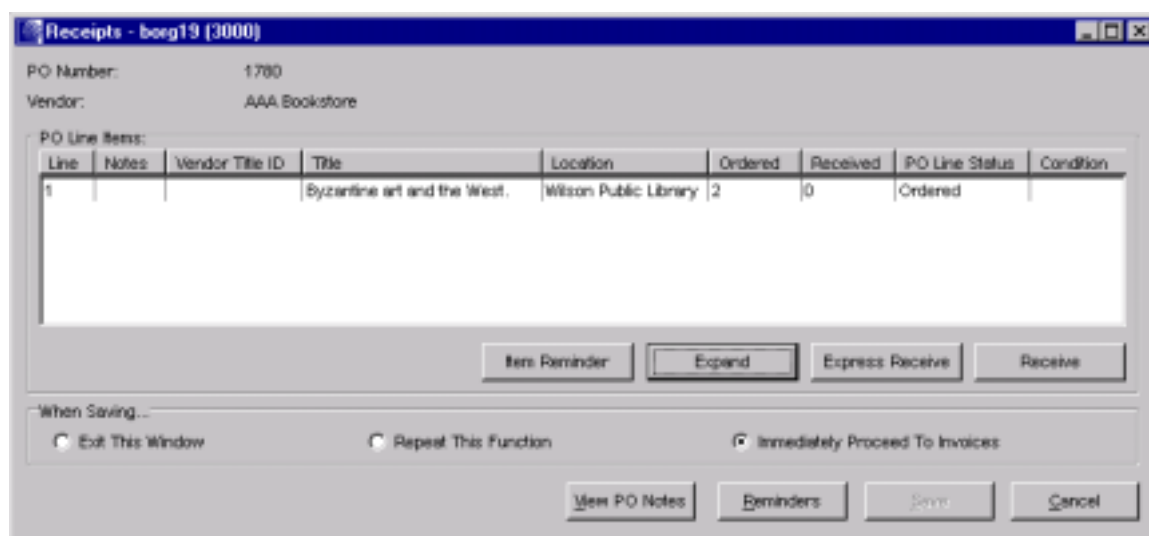 Receipts - borg19 (3000)
PO Number: 1780
Vendor: AAA Bookstore
PO Line Items:
Line Notes Vendor Title ID Title Location Ordered Received PO Line Status Condition
1 Byzantine art and the West. Wilson Public Library 2 0 Ordered
Item Reminder Expand Express Receive Receive
When Saving...
Exit This Window Repeat This Function Immediately Proceed To Invoices
View PO Notes Reminders Save Cancel